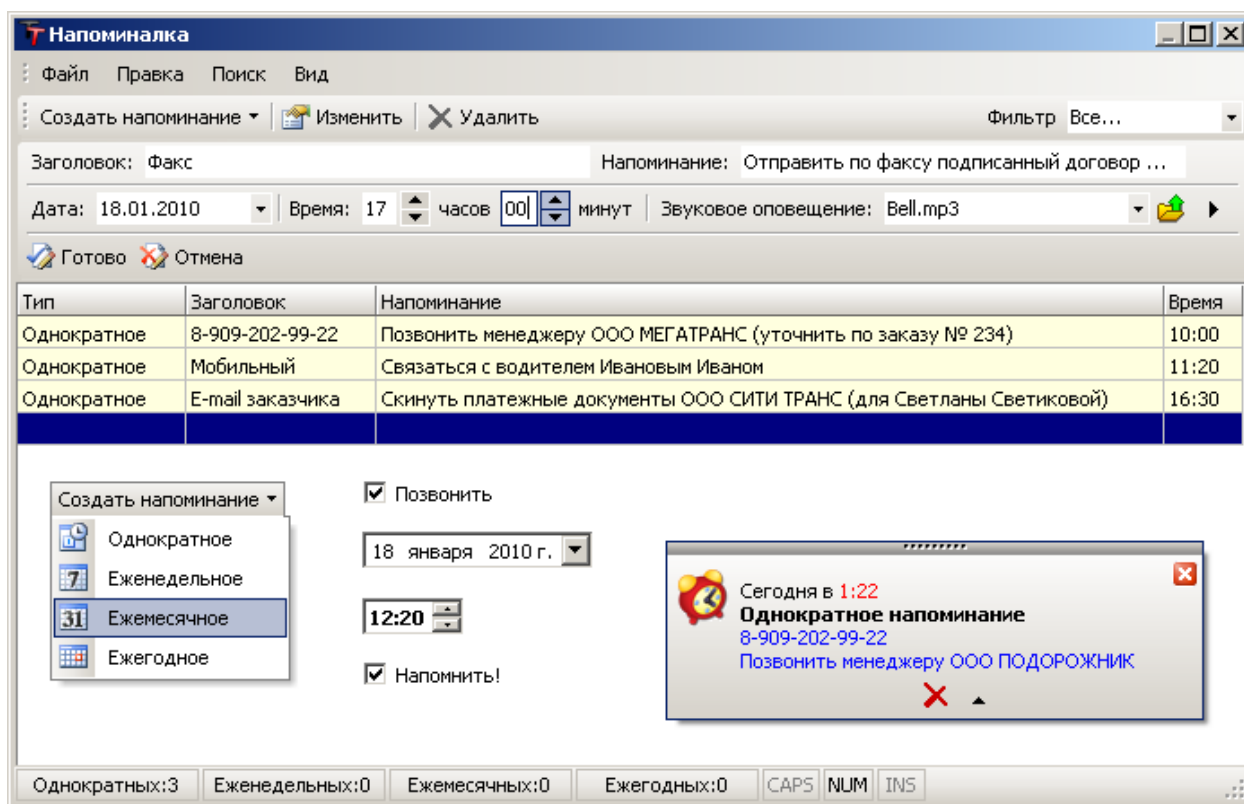 Напоминалка
Файл Правка Поиск Вид
Создать напоминание Изменить Удалить Фильтр Все...
Заголовок: Факс Напоминание: Отправить по факсу подписанный договор ...
Дата: 18.01.2010 Время: 17 часов 00 минут Звуковое оповещение: Bell.mp3
Готово Отмена
Тип Заголовок Напоминание Время
Однократное 8-909-202-99-22 Позвонить менеджеру ООО МЕГАТРАНС (уточнить по заказу № 234) 10:00
Однократное Мобильный Связаться с водителем Ивановым Иваном 11:20
Однократное E-mail заказчика Скинуть платежные документы ООО СИТИ ТРАНС (для Светланы Светиковой) 16:30
Создать напоминание
Однократное
7 Еженедельное
31 Ежемесячное
Ежегодное
Позвонить
18 января 2010 г.
12:20
Напомнить!
Сегодня в 1:22
Однократное напоминание
8-909-202-99-22
Позвонить менеджеру ООО ПОДОРОЖНИК
Однократных:3 Еженедельных:0 Ежемесячных:0 Ежегодных:0 CAPS NUM INS